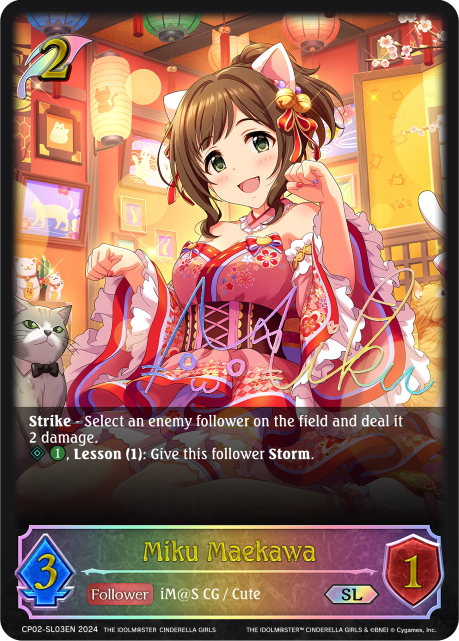 2
Miku
Strike - Select an enemy follower on the field and deal it
2 damage.
1, Lesson (1): Give this follower Storm.
Miku Maekawa
3
Follower iM@S CG / Cute
SL
1
CP02-SL03EN 2024 THE IDOLM@STER CINDERELLA GIRLS THE IDOLM@STER™ CINDERELLA GIRLS & ©BNEI © Cygames, Inc.